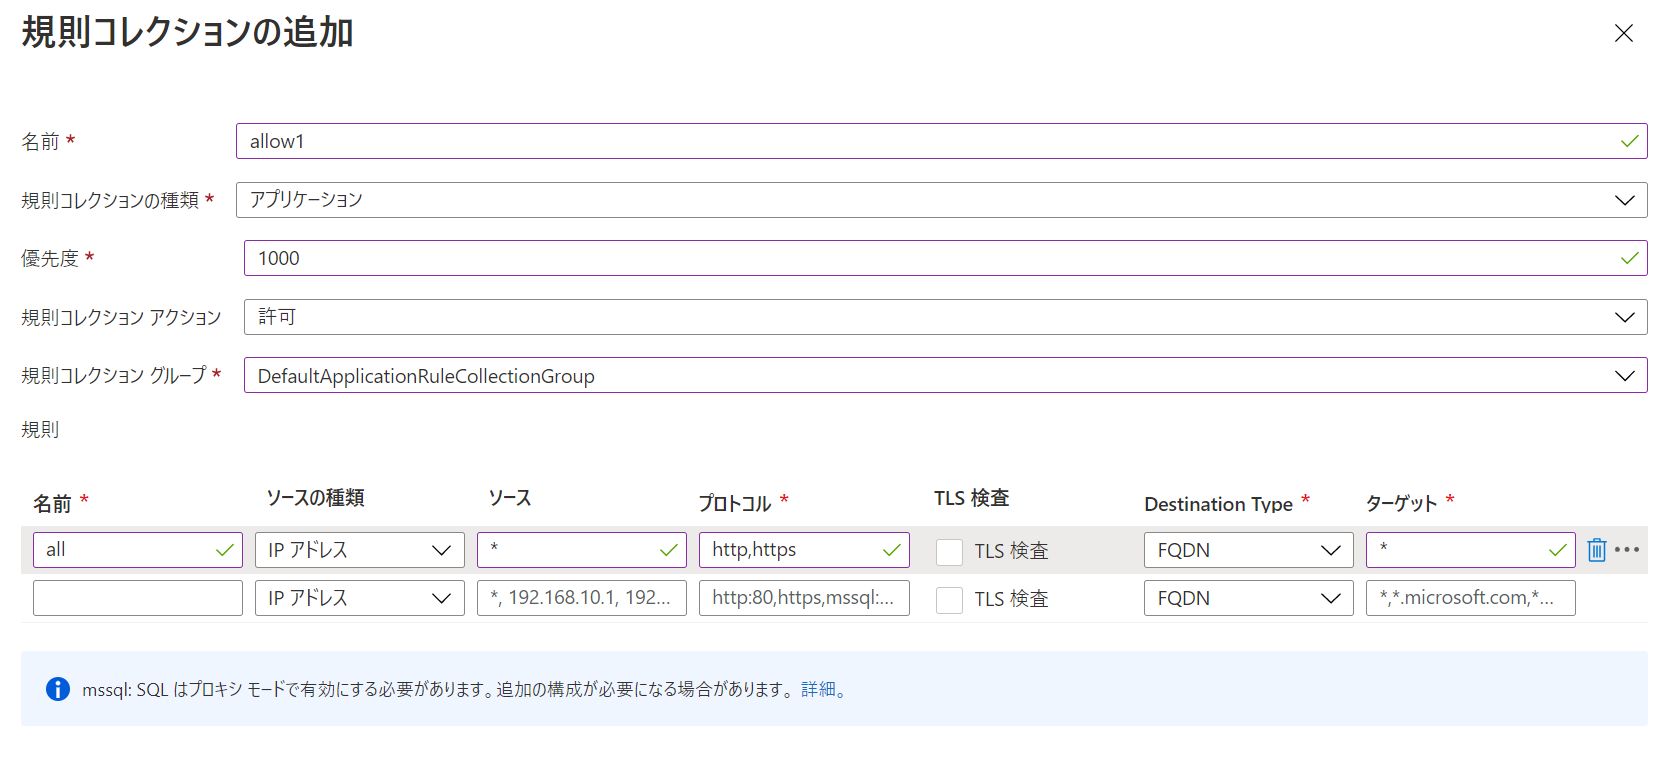 規則コレクションの追加
名前 *
allow1
規則コレクションの種類 *
アプリケーション
優先度 *
1000
規則コレクション アクション
許可
規則コレクション グループ *
DefaultApplicationRuleCollectionGroup
規則
名前 * ソースの種類 ソース プロトコル * TLS 検査 Destination Type * ターゲット *
all IP アドレス * http,https TLS 検査 FQDN *
IP アドレス *, 192.168.10.1, 192... http:80,https,mssql:... TLS 検査 FQDN *,*.microsoft.com,*...
mssql: SQL はプロキシ モードで有効にする必要があります。追加の構成が必要になる場合があります。 詳細。